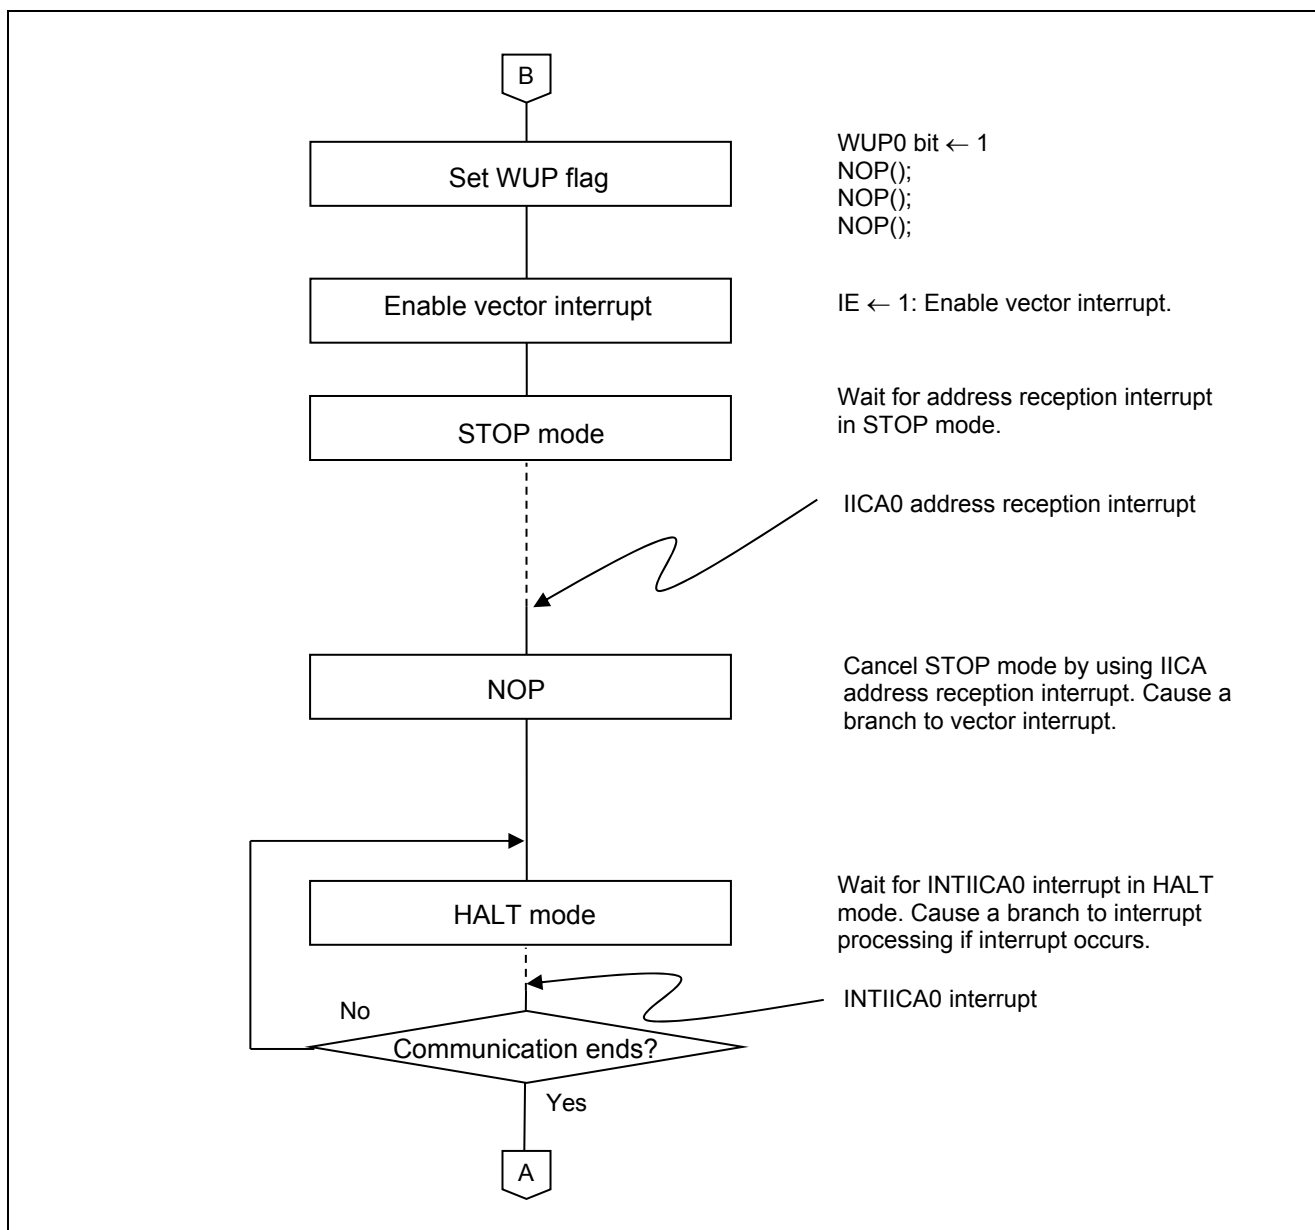 B
Set WUP flag
WUP0 bit ← 1
NOP();
NOP();
NOP();
Enable vector interrupt
IE ← 1: Enable vector interrupt.
STOP mode
Wait for address reception interrupt
in STOP mode.
IICA0 address reception interrupt
NOP
Cancel STOP mode by using IICA
address reception interrupt. Cause a
branch to vector interrupt.
HALT mode
Wait for INTIICA0 interrupt in HALT
mode. Cause a branch to interrupt
processing if interrupt occurs.
INTIICA0 interrupt
No
Communication ends?
Yes
A